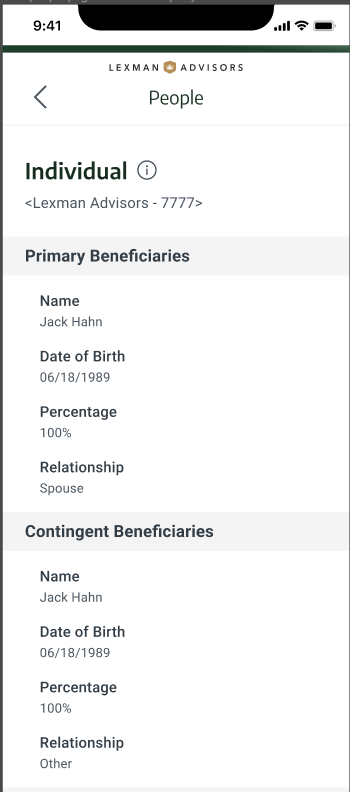 9:41
LEXMAN ADVISORS
People
Individual
<Lexman Advisors - 7777>
Primary Beneficiaries
Name
Jack Hahn
Date of Birth
06/18/1989
Percentage
100%
Relationship
Spouse
Contingent Beneficiaries
Name
Jack Hahn
Date of Birth
06/18/1989
Percentage
100%
Relationship
Other